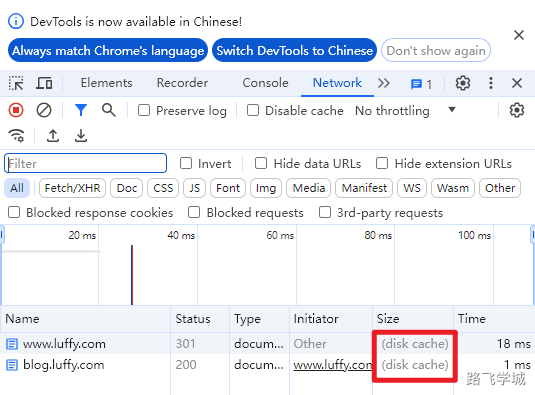 DevTools is now available in Chinese!
Always match Chrome's language Switch DevTools to Chinese Don't show again
Elements Recorder Console Network 1
Preserve log Disable cache No throttling
Filter Invert Hide data URLs Hide extension URLs
All Fetch/XHR Doc CSS JS Font Img Media Manifest WS Wasm Other
Blocked response cookies Blocked requests 3rd-party requests
20 ms 40 ms 60 ms 80 ms 100 ms
Name Status Type Initiator Size Time
www.luffy.com 301 docum... Other (disk cache) 18 ms
blog.luffy.com 200 docum... www.luffy.com (disk cache) 1 ms
路飞学城